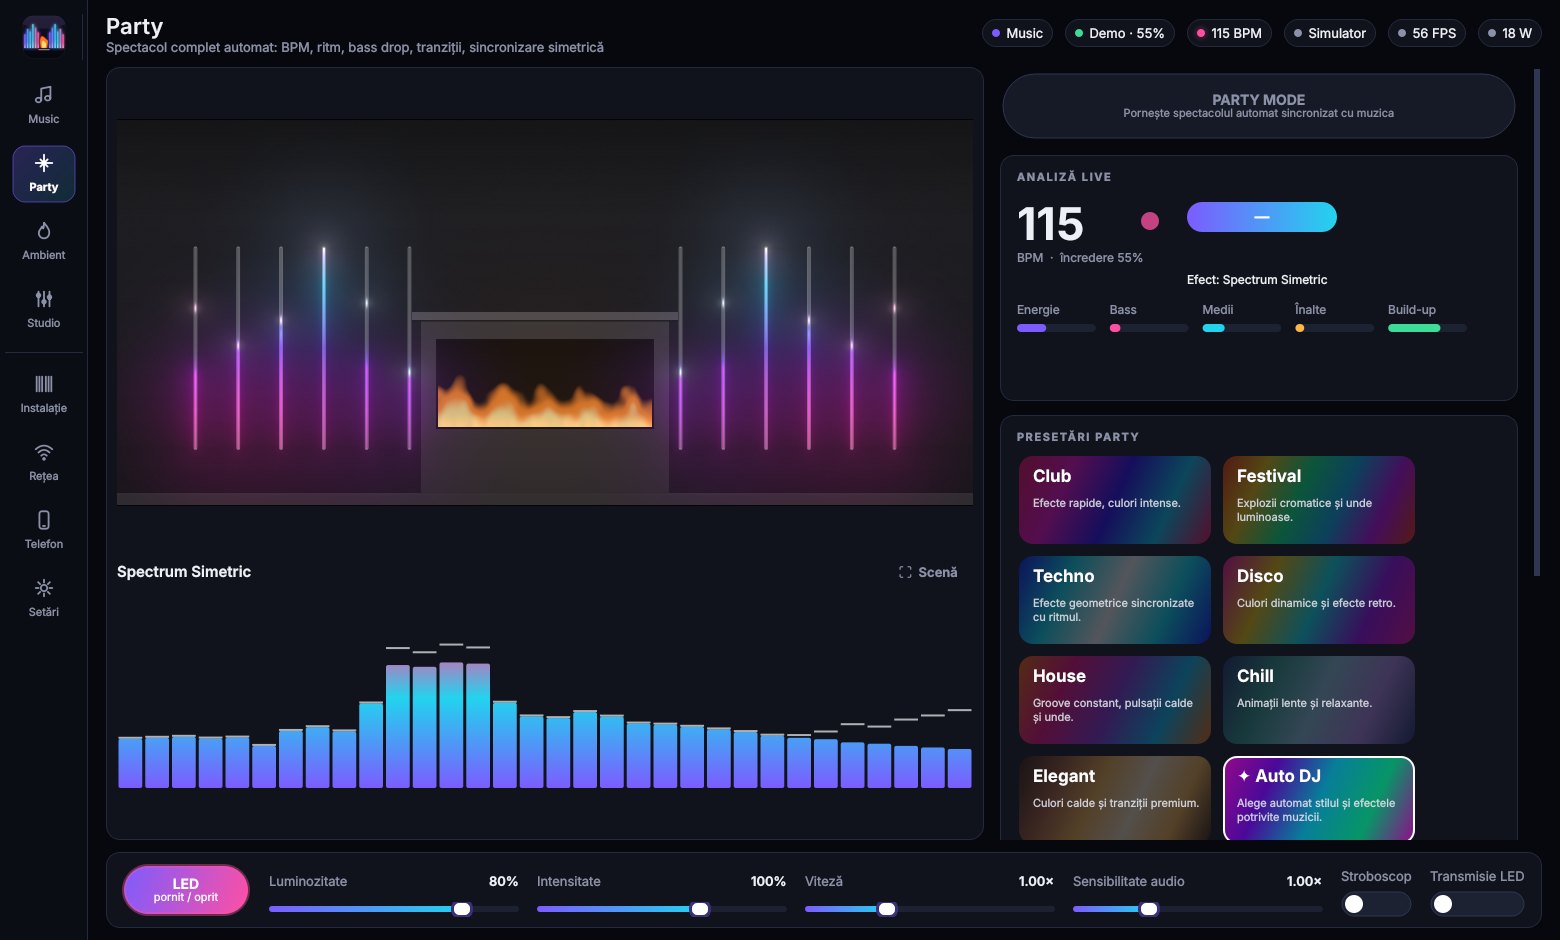 Party
Spectacol complet automat: BPM, ritm, bass drop, tranziții, sincronizare simetrică
Music
Demo · 55%
115 BPM
Simulator
56 FPS
18 W
Music
Party
Ambient
Studio
Instalație
Rețea
Telefon
Setări
Spectrum Simetric
Scenă
PARTY MODE
Pornește spectacolul automat sincronizat cu muzica
ANALIZĂ LIVE
115
—
BPM · încredere 55%
Efect: Spectrum Simetric
Energie
Bass
Medii
Înalte
Build-up
PRESETĂRI PARTY
Club
Efecte rapide, culori intense.
Festival
Explozii cromatice și unde
luminoase.
Techno
Efecte geometrice sincronizate
cu ritmul.
Disco
Culori dinamice și efecte retro.
House
Groove constant, pulsații calde
și unde.
Chill
Animații lente și relaxante.
Elegant
Culori calde și tranziții premium.
✦ Auto DJ
Alege automat stilul și efectele
potrivite muzicii.
LED
pornit / oprit
Luminozitate 80%
Intensitate 100%
Viteză 1.00×
Sensibilitate audio 1.00×
Stroboscop
Transmisie LED